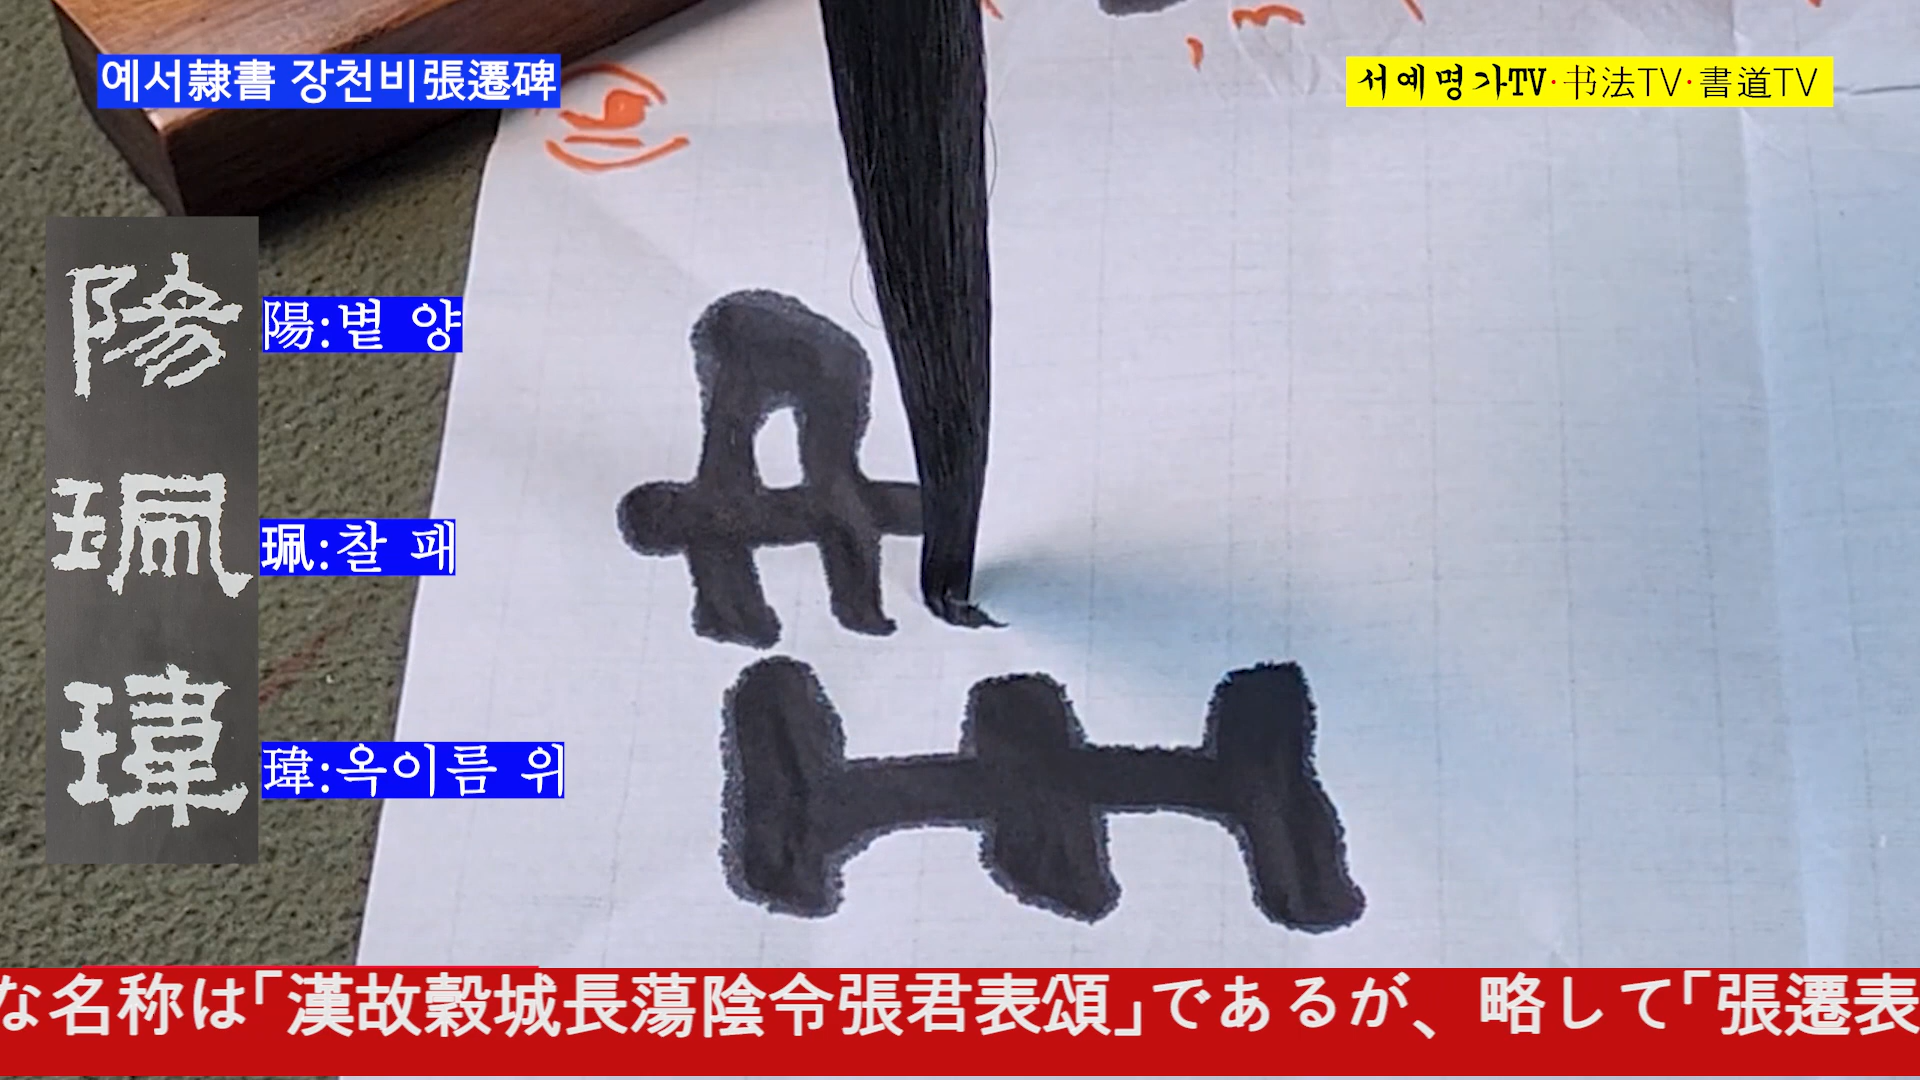 예서隷書 장천비張遷碑
서예명가TV·书法TV·書道TV
(16)
陽
珮
瑋
陽:볕 양
珮:찰 패
瑋:옥이름 위
な名称は「漢故穀城長蕩陰令張君表頌」であるが、略して「張遷表